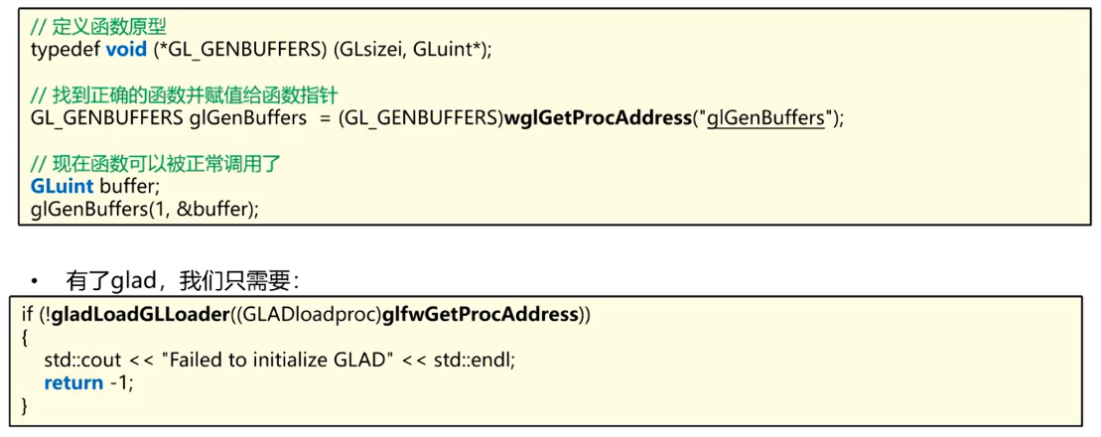 // 定义函数原型
typedef void (*GL_GENBUFFERS) (GLsizei, GLuint*);
// 找到正确的函数并赋值给函数指针
GL_GENBUFFERS glGenBuffers = (GL_GENBUFFERS)wglGetProcAddress("glGenBuffers");
// 现在函数可以被正常调用了
GLuint buffer;
glGenBuffers(1, &buffer);
• 有了glad，我们只需要：
if (!gladLoadGLLoader((GLADloadproc)glfwGetProcAddress))
{
std::cout << "Failed to initialize GLAD" << std::endl;
return -1;
}